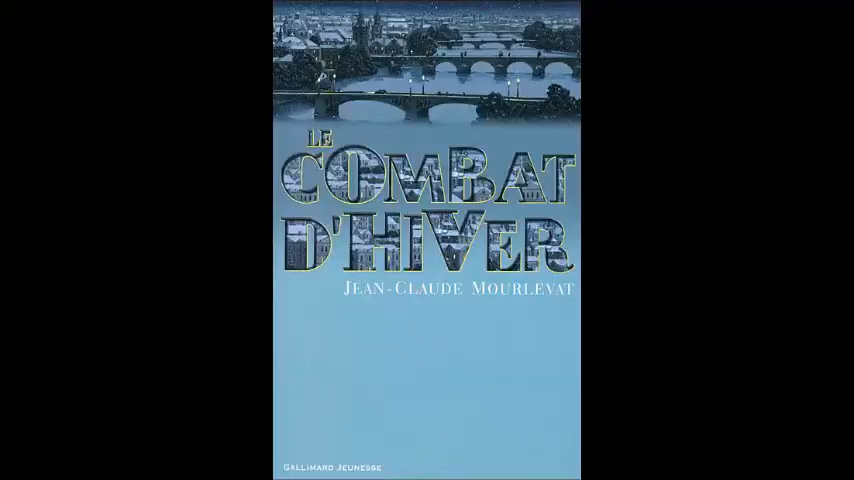 LE
COMBAT
D'HIVER
JEAN-CLAUDE MOURLEVAT
GALLIMARD JEUNESSE